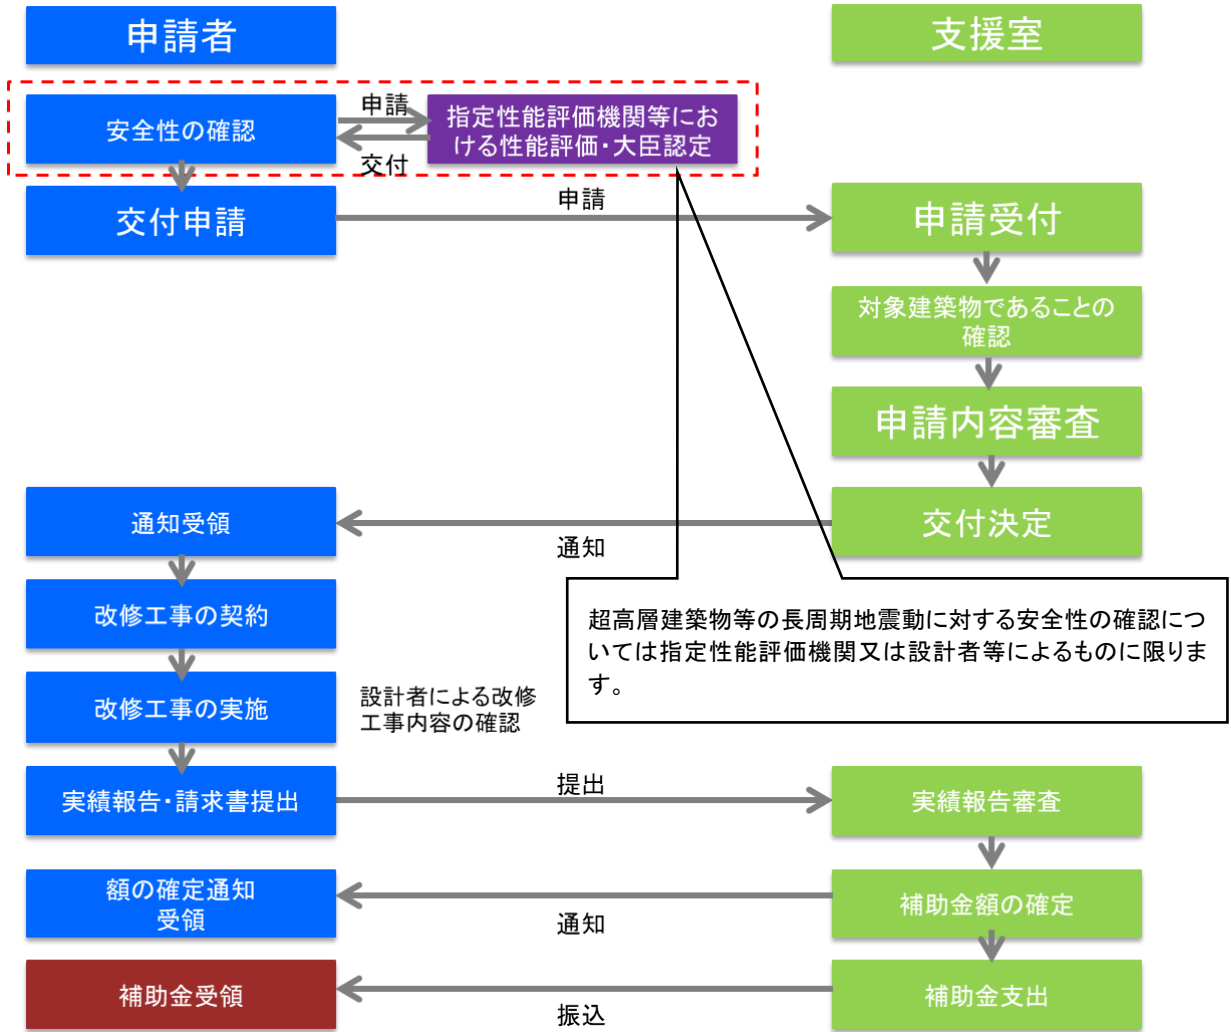 申請者
支援室
安全性の確認
申請
交付
指定性能評価機関等にお
ける性能評価・大臣認定
交付申請
申請
申請受付
対象建築物であることの
確認
申請内容審査
交付決定
通知
通知受領
超高層建築物等の長周期地震動に対する安全性の確認につ
いては指定性能評価機関又は設計者等によるものに限りま
す。
改修工事の契約
改修工事の実施
設計者による改修
工事内容の確認
実績報告・請求書提出
提出
実績報告審査
額の確定通知
受領
通知
補助金額の確定
補助金受領
振込
補助金支出